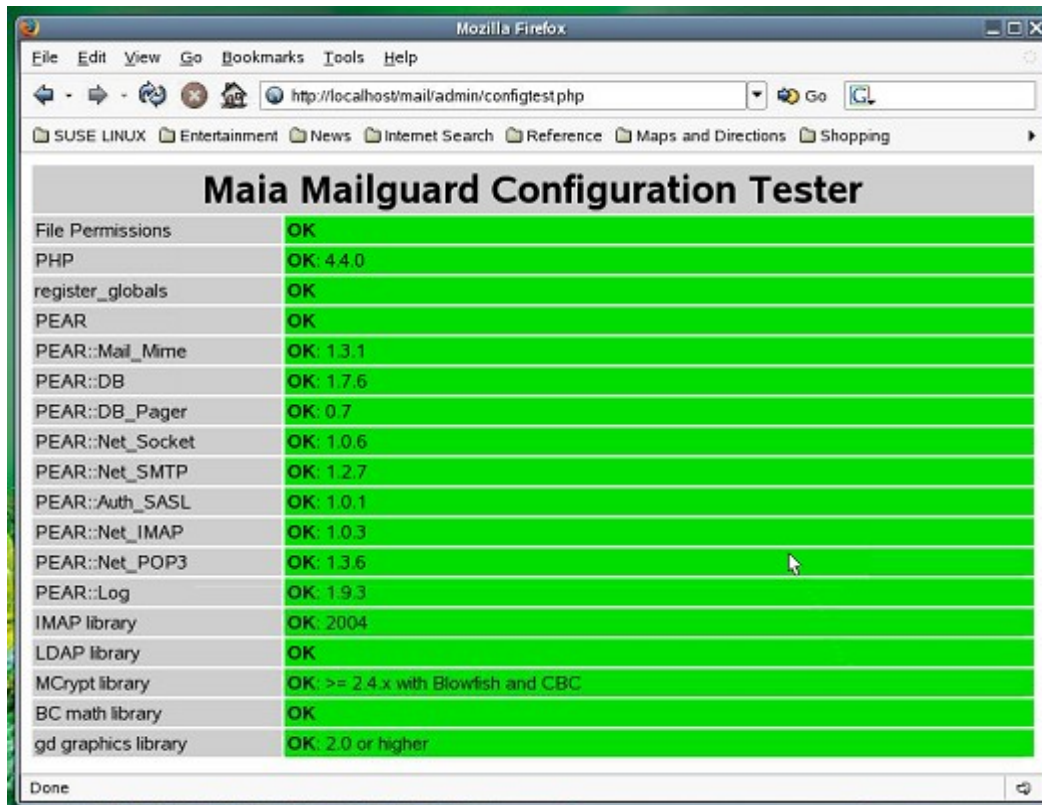 Mozilla Firefox
File Edit View Go Bookmarks Tools Help
http://localhost/mail/admin/configtest.php Go G
SUSE LINUX Entertainment News Internet Search Reference Maps and Directions Shopping
Maia Mailguard Configuration Tester
File Permissions OK
PHP OK: 4.4.0
register_globals OK
PEAR OK
PEAR::Mail_Mime OK: 1.3.1
PEAR::DB OK: 1.7.6
PEAR::DB_Pager OK: 0.7
PEAR::Net_Socket OK: 1.0.6
PEAR::Net_SMTP OK: 1.2.7
PEAR::Auth_SASL OK: 1.0.1
PEAR::Net_IMAP OK: 1.0.3
PEAR::Net_POP3 OK: 1.3.6
PEAR::Log OK: 1.9.3
IMAP library OK: 2004
LDAP library OK
MCrypt library OK: >= 2.4.x with Blowfish and CBC
BC math library OK
gd graphics library OK: 2.0 or higher
Done